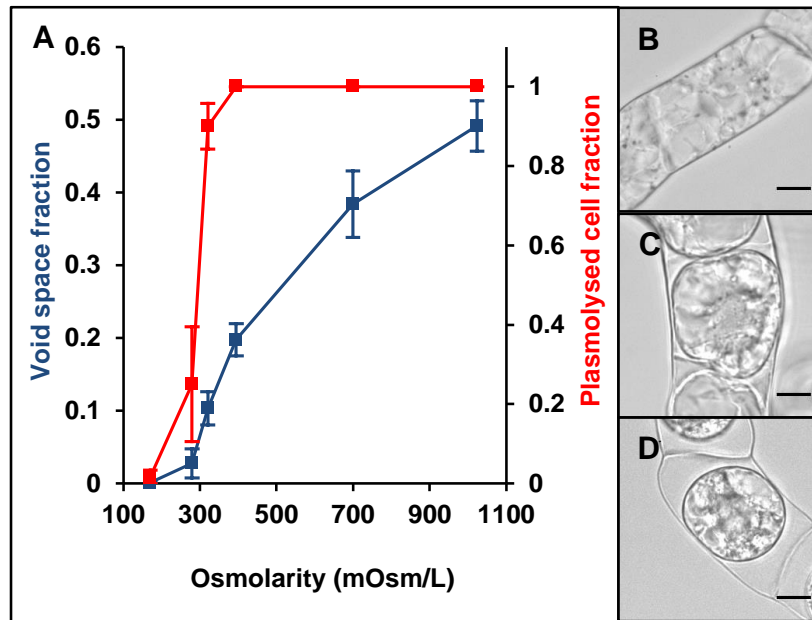 A
0.6
0.5
0.4
0.3
0.2
0.1
0
Void space fraction
1
0.8
0.6
0.4
0.2
0
Plasmolysed cell fraction
100 300 500 700 900 1100
Osmolarity (mOsm/L)
B
C
D